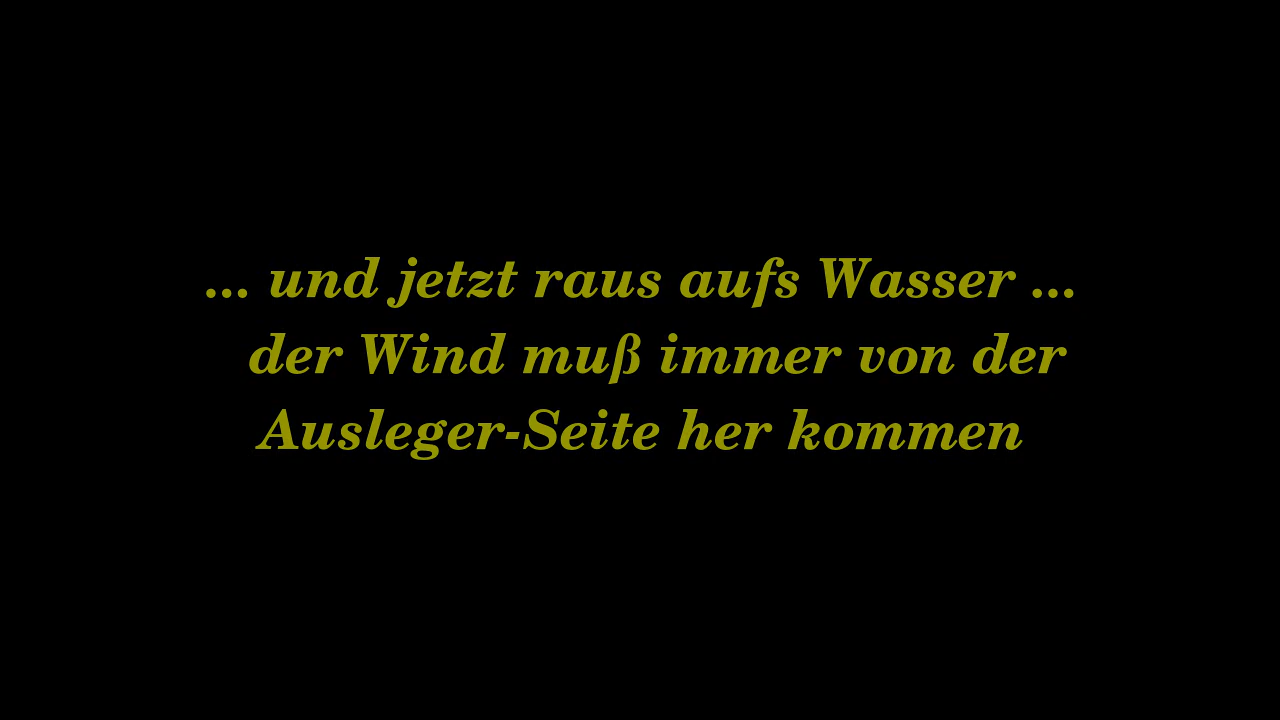 ... und jetzt raus aufs Wasser ...
der Wind muß immer von der
Ausleger-Seite her kommen